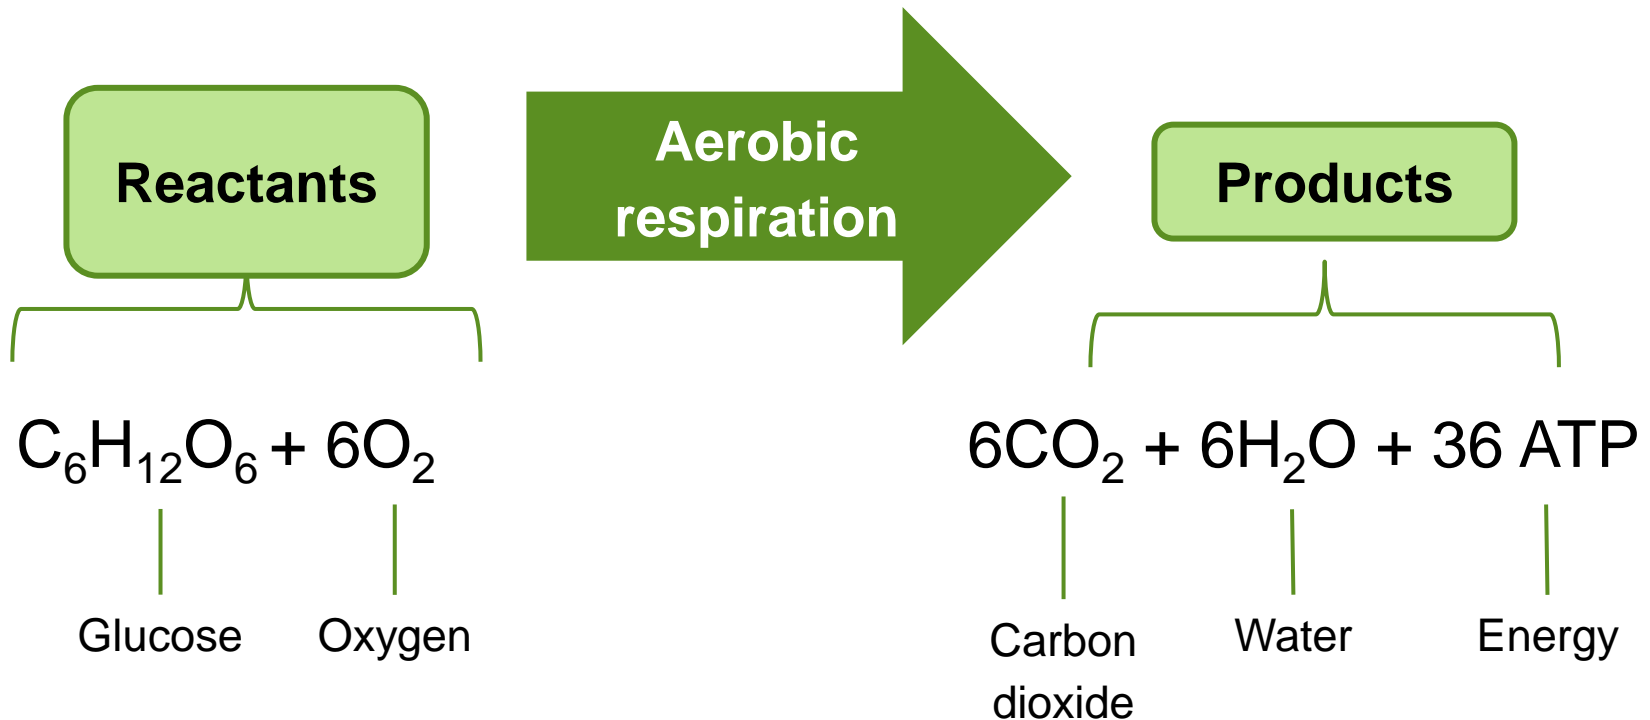 Reactants
Aerobic
respiration
Products
C₆H₁₂O₆ + 6O₂
6CO₂ + 6H₂O + 36 ATP
Glucose
Oxygen
Carbon
dioxide
Water
Energy